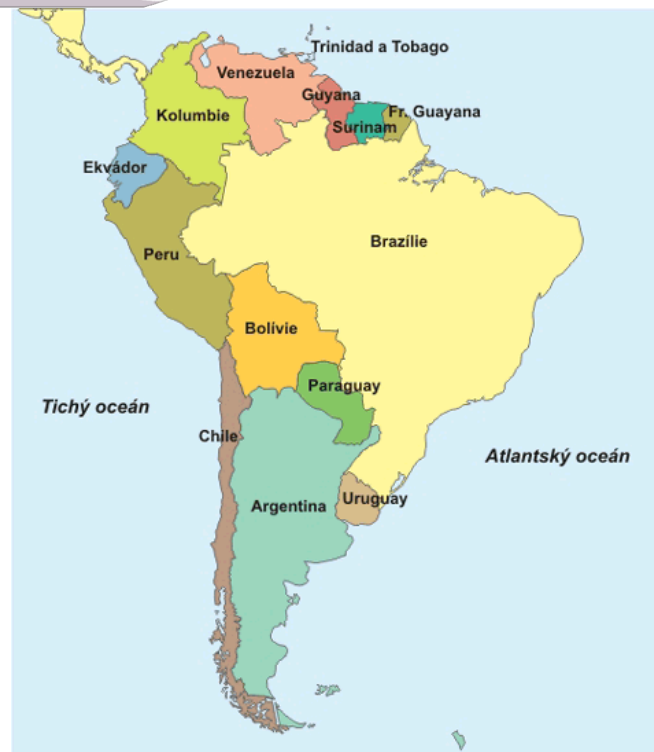 Trinidad a Tobago
Venezuela
Guyana
Fr. Guayana
Kolumbie
Surinam
Ekvádor
Brazílie
Peru
Bolívie
Paraguay
Tichý oceán
Chile
Atlantský oceán
Uruguay
Argentina